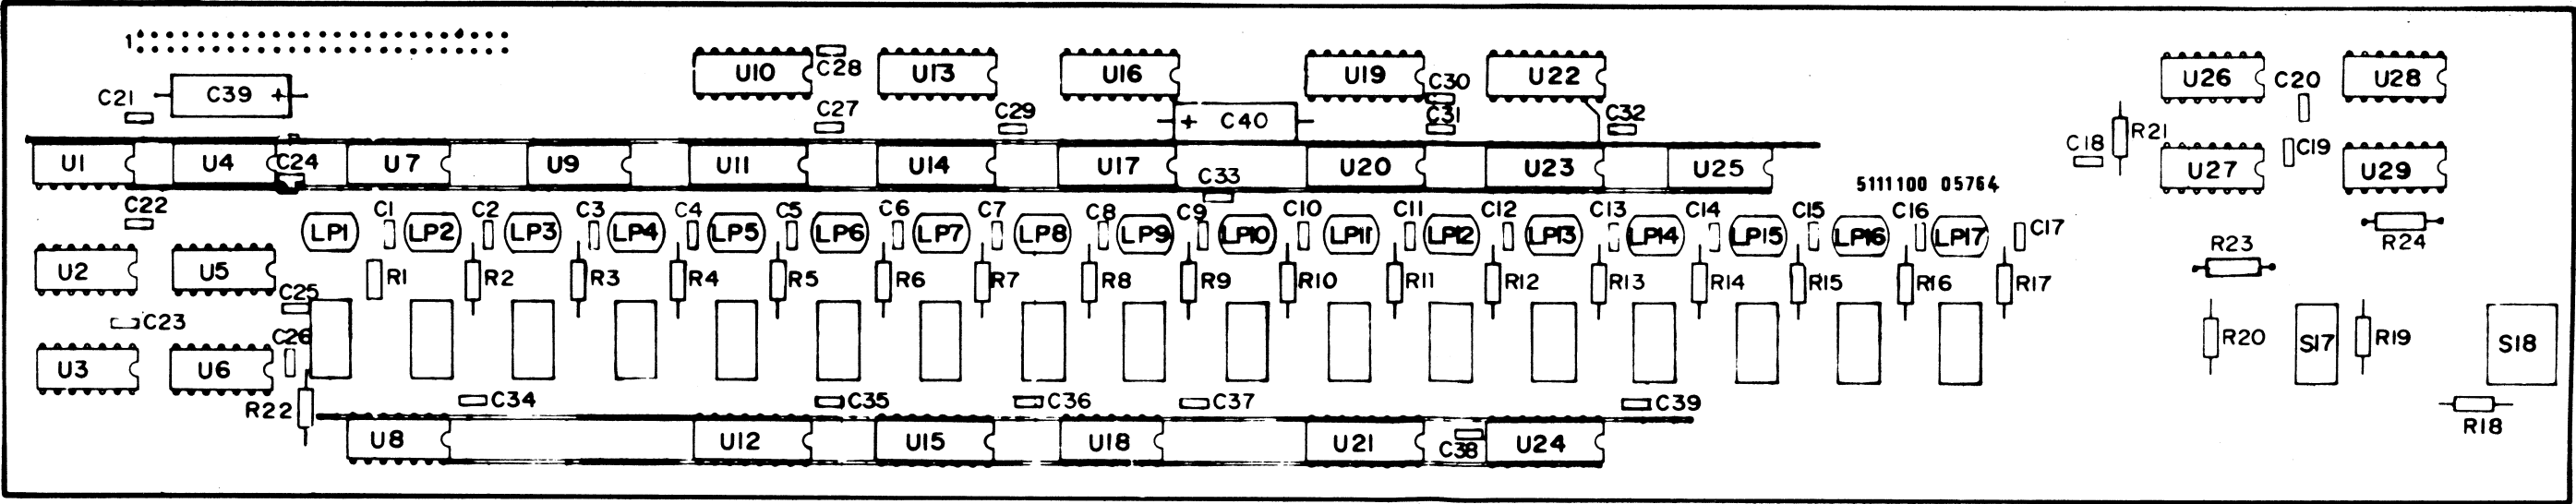 1
U10 C28 U13 U16 U19 C30 U22 U26 C20 U28
C21 C39 + C27 C29 + C40 C31 C32 C18 R21 C19
U1 U4 C24 U7 U9 U11 U14 U17 C33 U20 U23 U25 U27 U29
5111100 05764
C22 C1 C2 C3 C4 C5 C6 C7 C8 C9 C10 C11 C12 C13 C14 C15 C16 C17
LP1 LP2 LP3 LP4 LP5 LP6 LP7 LP8 LP9 LP10 LP11 LP12 LP13 LP14 LP15 LP16 LP17 R23 R24
U2 U5 R1 R2 R3 R4 R5 R6 R7 R8 R9 R10 R11 R12 R13 R14 R15 R16 R17
C25
C23 C26 R20 S17 R19 S18
U3 U6
R22 C34 C35 C36 C37 C39 R18
U8 U12 U15 U18 U21 C38 U24